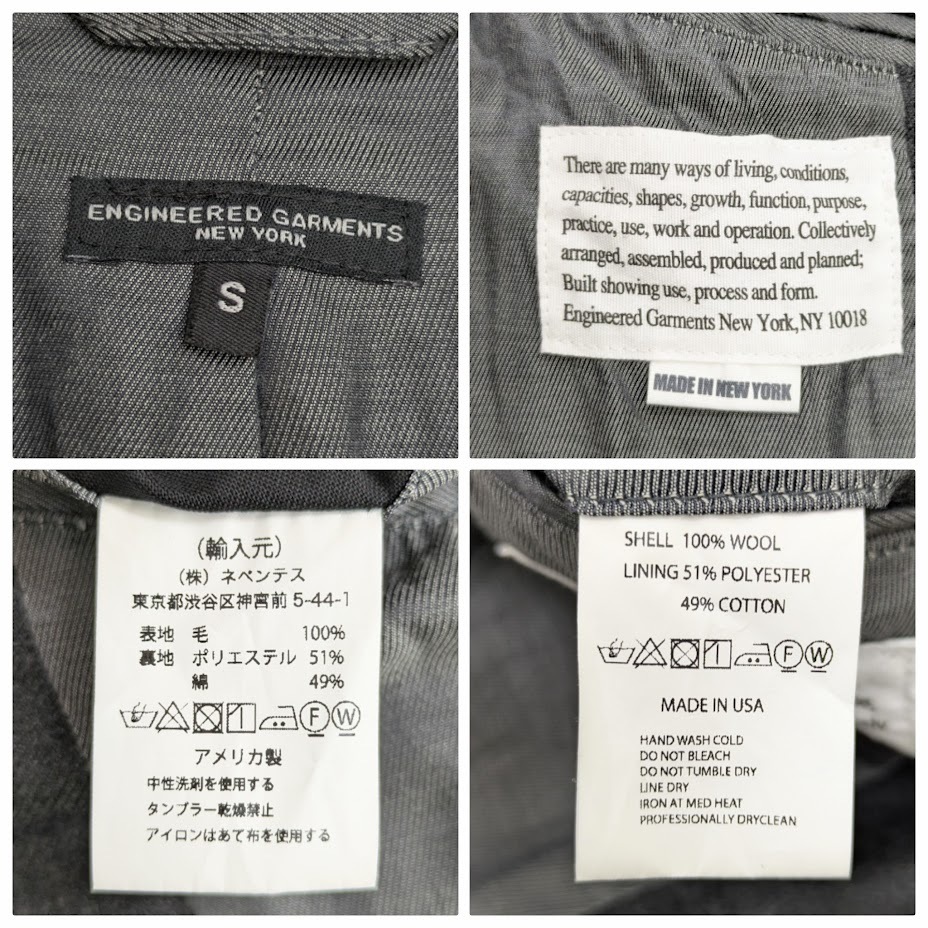 ENGINEERED GARMENTS
NEW YORK
S
There are many ways of living, conditions,
capacities, shapes, growth, function, purpose,
practice, use, work and operation. Collectively
arranged, assembled, produced and planned;
Built showing use, process and form.
Engineered Garments New York, NY 10018
MADE IN NEW YORK
(輸入元)
(株) ネペンテス
東京都渋谷区神宮前 5-44-1
表地 毛 100%
裏地 ポリエステル 51%
綿 49%
F W
アメリカ製
中性洗剤を使用する
タンブラー乾燥禁止
アイロンはあて布を使用する
SHELL 100% WOOL
LINING 51% POLYESTER
49% COTTON
F W
MADE IN USA
HAND WASH COLD
DO NOT BLEACH
DO NOT TUMBLE DRY
LINE DRY
IRON AT MED HEAT
PROFESSIONALLY DRYCLEAN